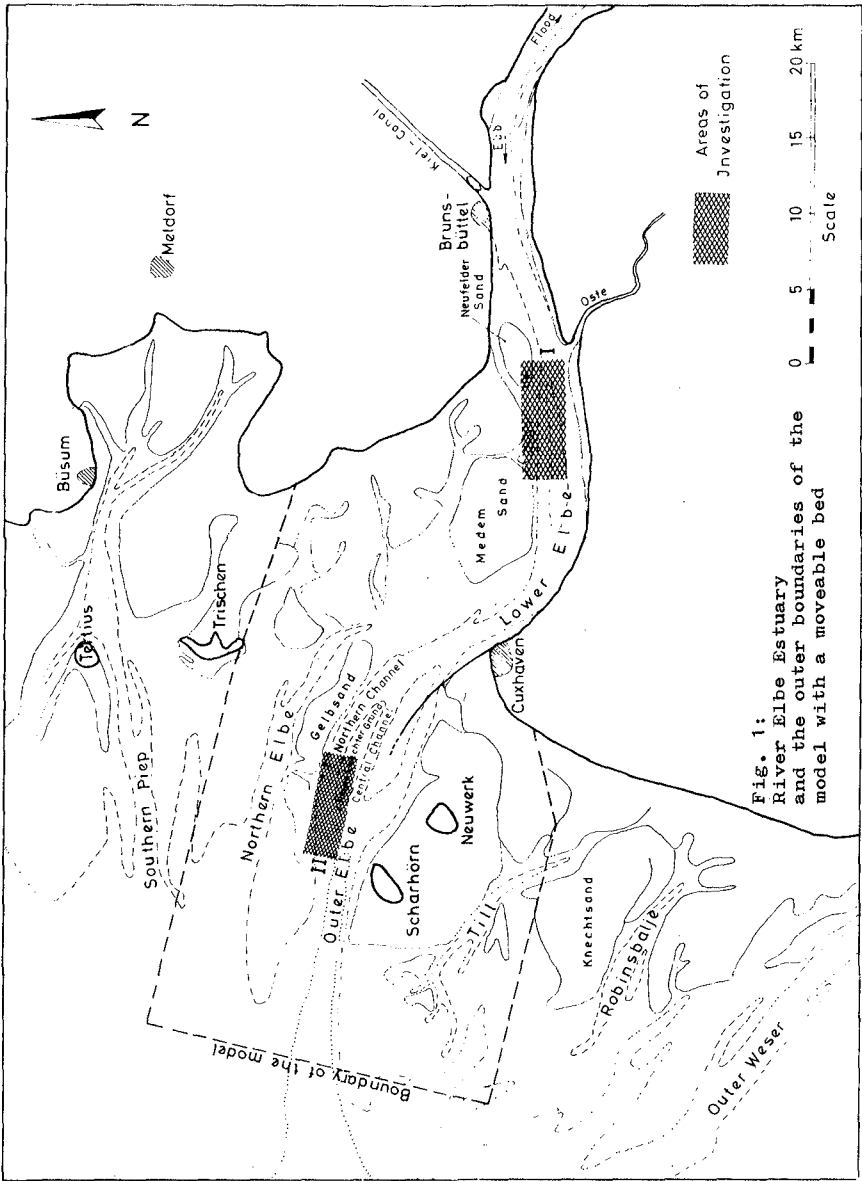 N
Meldorf
Büsum
Tertius
Trischen
Southern Piep
Northern Elbe
Gelbsand
Northern Channel
Central Channel
II
Outer Elbe
Scharhörn
Neuwerk
Till
Knechtsand
Robinsbalje
Outer Weser
Boundary of the model
Cuxhaven
Lower Elbe
Medem
Sand
I
Neufelder
Sand
Bruns-
büttel
Kiel-Canal
Ebb
Flood
Oste
Areas of
Jnvestigation
0 5 10 15 20 km
Scale
Fig. 1:
River Elbe Estuary
and the outer boundaries of the
model with a moveable bed